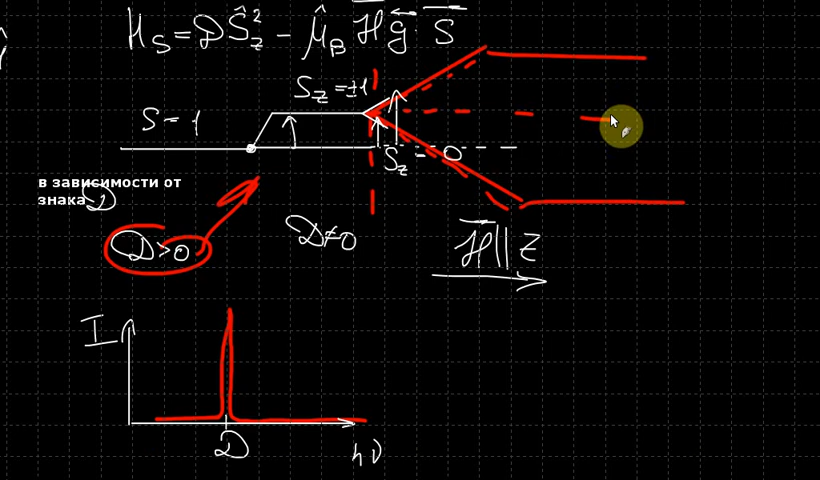 H_S = DŜ_z² - μ̂_B H⃗ g⃡ · S⃗
S_z = ±1
S = 1
S_z = 0
в зависимости от
знака D
D>0
D≠0
H⃗ || Z
I
D
hν